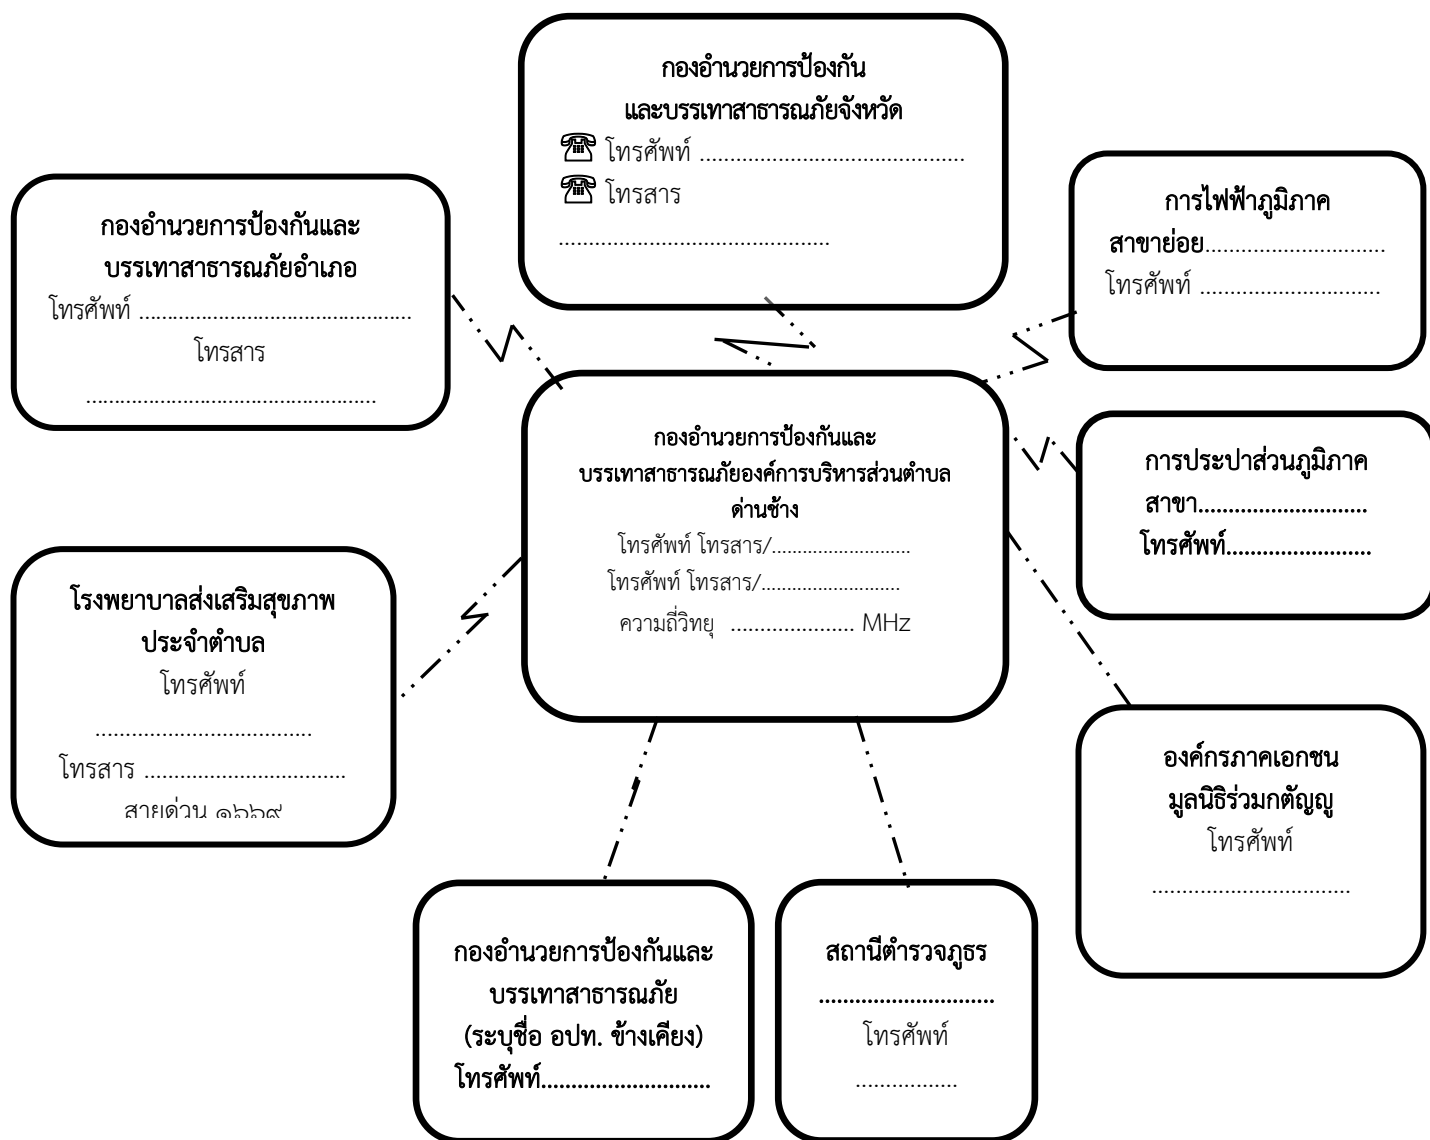 กองอำนวยการป้องกัน
และบรรเทาสาธารณภัยจังหวัด
โทรศัพท์ ............................................
โทรสาร
.............................................
กองอำนวยการป้องกันและ
บรรเทาสาธารณภัยอำเภอ
โทรศัพท์ .............................................
โทรสาร
................................................
การไฟฟ้าภูมิภาค
สาขาย่อย..............................
โทรศัพท์ ..............................
กองอำนวยการป้องกันและ
บรรเทาสาธารณภัยองค์การบริหารส่วนตำบล
ด่านช้าง
โทรศัพท์ โทรสาร/..........................
โทรศัพท์ โทรสาร/..........................
ความถี่วิทยุ ..................... MHz
การประปาส่วนภูมิภาค
สาขา............................
โทรศัพท์........................
โรงพยาบาลส่งเสริมสุขภาพ
ประจำตำบล
โทรศัพท์
....................................
โทรสาร ..................................
สายด่วน ๑๖๖๙
องค์กรภาคเอกชน
มูลนิธิร่วมกตัญญู
โทรศัพท์
.................................
กองอำนวยการป้องกันและ
บรรเทาสาธารณภัย
(ระบุชื่อ อปท. ข้างเคียง)
โทรศัพท์............................
สถานีตำรวจภูธร
.............................
โทรศัพท์
.................